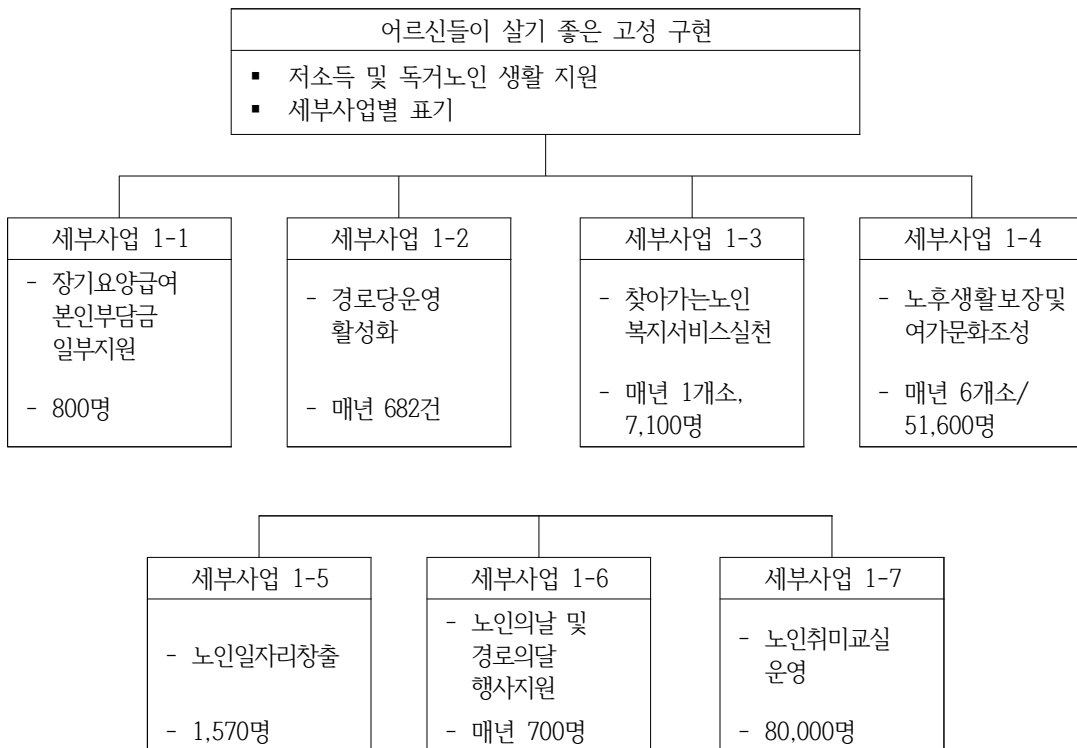 어르신들이 살기 좋은 고성 구현
▪ 저소득 및 독거노인 생활 지원
▪ 세부사업별 표기
세부사업 1-1
- 장기요양급여
본인부담금
일부지원
- 800명
세부사업 1-2
- 경로당운영
활성화
- 매년 682건
세부사업 1-3
- 찾아가는노인
복지서비스실천
- 매년 1개소,
7,100명
세부사업 1-4
- 노후생활보장및
여가문화조성
- 매년 6개소/
51,600명
세부사업 1-5
- 노인일자리창출
- 1,570명
세부사업 1-6
- 노인의날 및
경로의달
행사지원
- 매년 700명
세부사업 1-7
- 노인취미교실
운영
- 80,000명